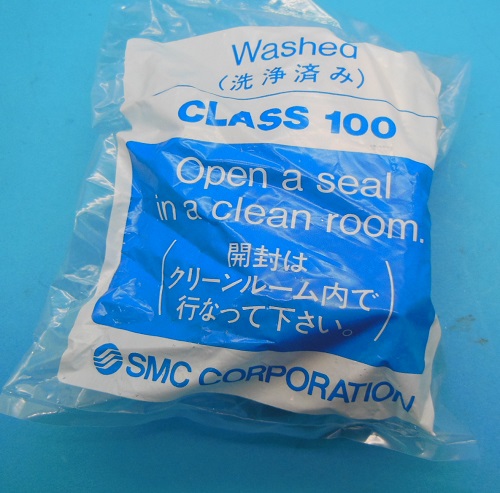 Washed
(洗浄済み)
CLASS 100
Open a seal
in a clean room.
(開封は
クリーンルーム内で
行なって下さい。)
SMC CORPORATION